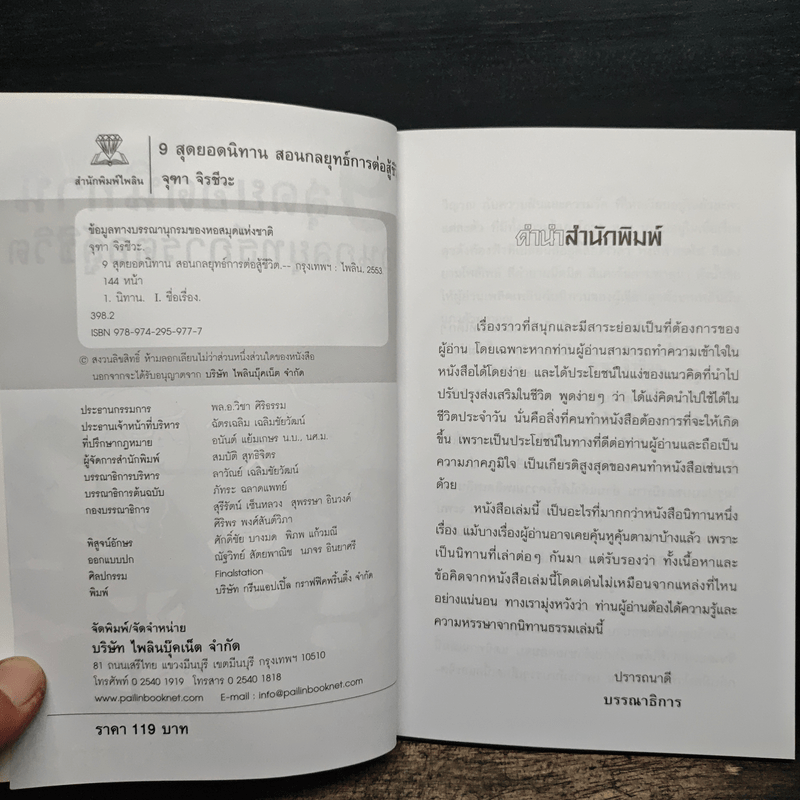 สำนักพิมพ์ไพลิน
9 สุดยอดนิทาน สอนกลยุทธ์การต่อสู้ชี
จุฑา จิรชีวะ
ข้อมูลทางบรรณานุกรมของหอสมุดแห่งชาติ
จุฑา จิรชีวะ.
9 สุดยอดนิทาน สอนกลยุทธ์การต่อสู้ชีวิต.-- กรุงเทพฯ : ไพลิน, 2553
144 หน้า
1. นิทาน. I. ชื่อเรื่อง.
398.2
ISBN 978-974-295-977-7
© สงวนลิขสิทธิ์ ห้ามลอกเลียนไม่ว่าส่วนหนึ่งส่วนใดของหนังสือ
นอกจากจะได้รับอนุญาตจาก บริษัท ไพลินบุ๊คเน็ต จำกัด
ประธานกรรมการ พล.อ.วิชา ศิริธรรม
ประธานเจ้าหน้าที่บริหาร ฉัตรเฉลิม เฉลิมชัยวัฒน์
ที่ปรึกษากฎหมาย อนันต์ แย้มเกษร น.บ., นศ.ม.
ผู้จัดการสำนักพิมพ์ สมบัติ สุทธิจิตร
บรรณาธิการบริหาร ลาวัณย์ เฉลิมชัยวัฒน์
บรรณาธิการต้นฉบับ ภัทระ ฉลาดแพทย์
กองบรรณาธิการ สุรีรัตน์ เซ็นหลวง สุพรรษา อินวงค์
ศิริพร พงศ์สันติวิภา
พิสูจน์อักษร ศักดิ์ชัย บางมด พิภพ แก้วมณี
ออกแบบปก ณัฐวิทย์ สัตยพาณิช นภจร อินยาศรี
ศิลปกรรม Finalstation
พิมพ์ บริษัท กรีนแอปเปิ้ล กราฟฟิคพริ้นติ้ง จำกัด
จัดพิมพ์/จัดจำหน่าย
บริษัท ไพลินบุ๊คเน็ต จำกัด
81 ถนนเสรีไทย แขวงมีนบุรี เขตมีนบุรี กรุงเทพฯ 10510
โทรศัพท์ 0 2540 1919 โทรสาร 0 2540 1818
www.pailinbooknet.com E-mail : info@pailinbooknet.com
ราคา 119 บาท
คำนำสำนักพิมพ์
เรื่องราวที่สนุกและมีสาระย่อมเป็นที่ต้องการของ
ผู้อ่าน โดยเฉพาะหากท่านผู้อ่านสามารถทำความเข้าใจใน
หนังสือได้โดยง่าย และได้ประโยชน์ในแง่ของแนวคิดที่นำไป
ปรับปรุงส่งเสริมในชีวิต พูดง่ายๆ ว่า ได้แง่คิดนำไปใช้ได้ใน
ชีวิตประจำวัน นั่นคือสิ่งที่คนทำหนังสือต้องการที่จะให้เกิด
ขึ้น เพราะเป็นประโยชน์ในทางที่ดีต่อท่านผู้อ่านและถือเป็น
ความภาคภูมิใจ เป็นเกียรติสูงสุดของคนทำหนังสือเช่นเรา
ด้วย
หนังสือเล่มนี้ เป็นอะไรที่มากกว่าหนังสือนิทานหนึ่ง
เรื่อง แม้บางเรื่องผู้อ่านอาจเคยคุ้นหูคุ้นตามาบ้างแล้ว เพราะ
เป็นนิทานที่เล่าต่อๆ กันมา แต่รับรองว่า ทั้งเนื้อหาและ
ข้อคิดจากหนังสือเล่มนี้โดดเด่นไม่เหมือนจากแหล่งที่ไหน
อย่างแน่นอน ทางเรามุ่งหวังว่า ท่านผู้อ่านต้องได้ความรู้และ
ความหรรษาจากนิทานธรรมเล่มนี้
ปรารถนาดี
บรรณาธิการ